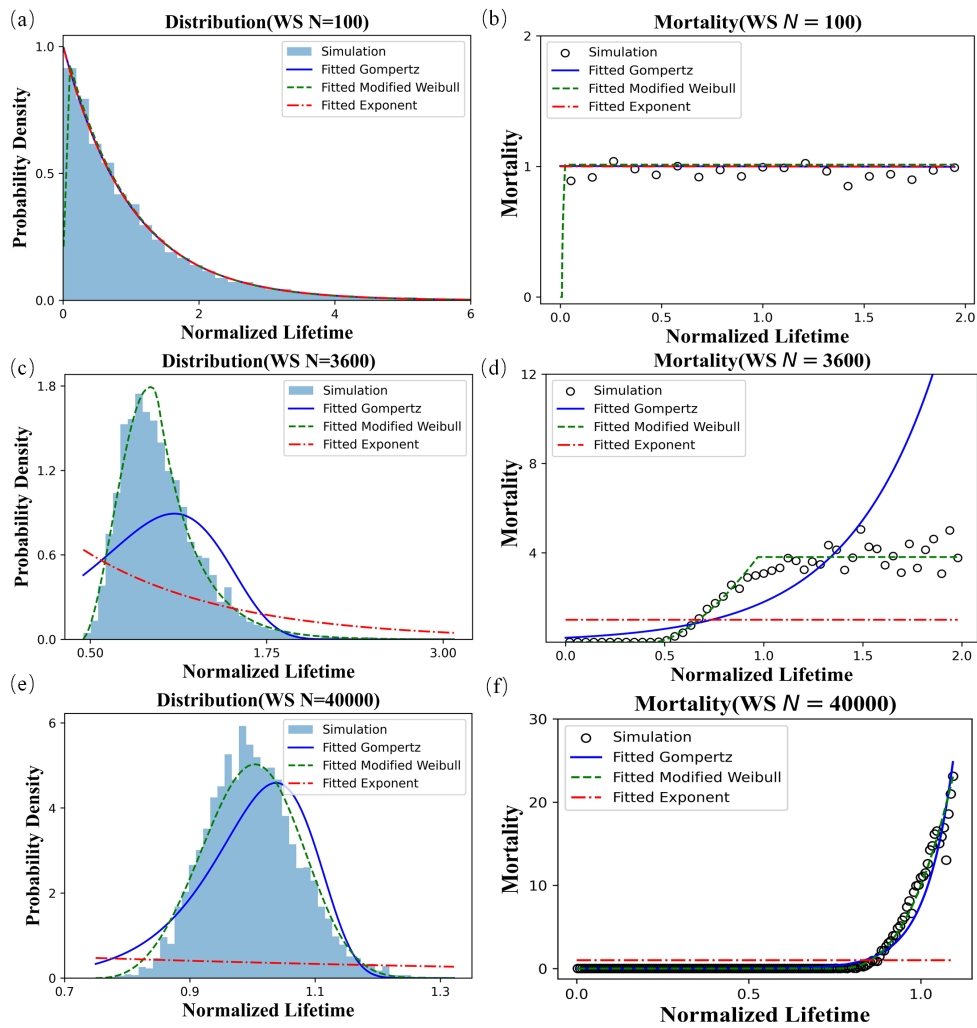 (a)
Distribution(WS N=100)
Probability Density
1.0
0.5
0.0
0
2
4
6
Normalized Lifetime
Simulation
Fitted Gompertz
Fitted Modified Weibull
Fitted Exponent
(b)
Mortality(WS N = 100)
Mortality
2
1
0
0.0
0.5
1.0
1.5
2.0
Normalized Lifetime
Simulation
Fitted Gompertz
Fitted Modified Weibull
Fitted Exponent
(c)
Distribution(WS N=3600)
Probability Density
1.8
1.2
0.6
0.0
0.50
1.75
3.00
Normalized Lifetime
Simulation
Fitted Gompertz
Fitted Modified Weibull
Fitted Exponent
(d)
Mortality(WS N = 3600)
Mortality
12
8
4
0.0
0.5
1.0
1.5
2.0
Normalized Lifetime
Simulation
Fitted Gompertz
Fitted Modified Weibull
Fitted Exponent
(e)
Distribution(WS N=40000)
Probability Density
6
4
2
0
0.7
0.9
1.1
1.3
Normalized Lifetime
Simulation
Fitted Gompertz
Fitted Modified Weibull
Fitted Exponent
(f)
Mortality(WS N = 40000)
Mortality
30
20
10
0
0.0
0.5
1.0
Normalized Lifetime
Simulation
Fitted Gompertz
Fitted Modified Weibull
Fitted Exponent